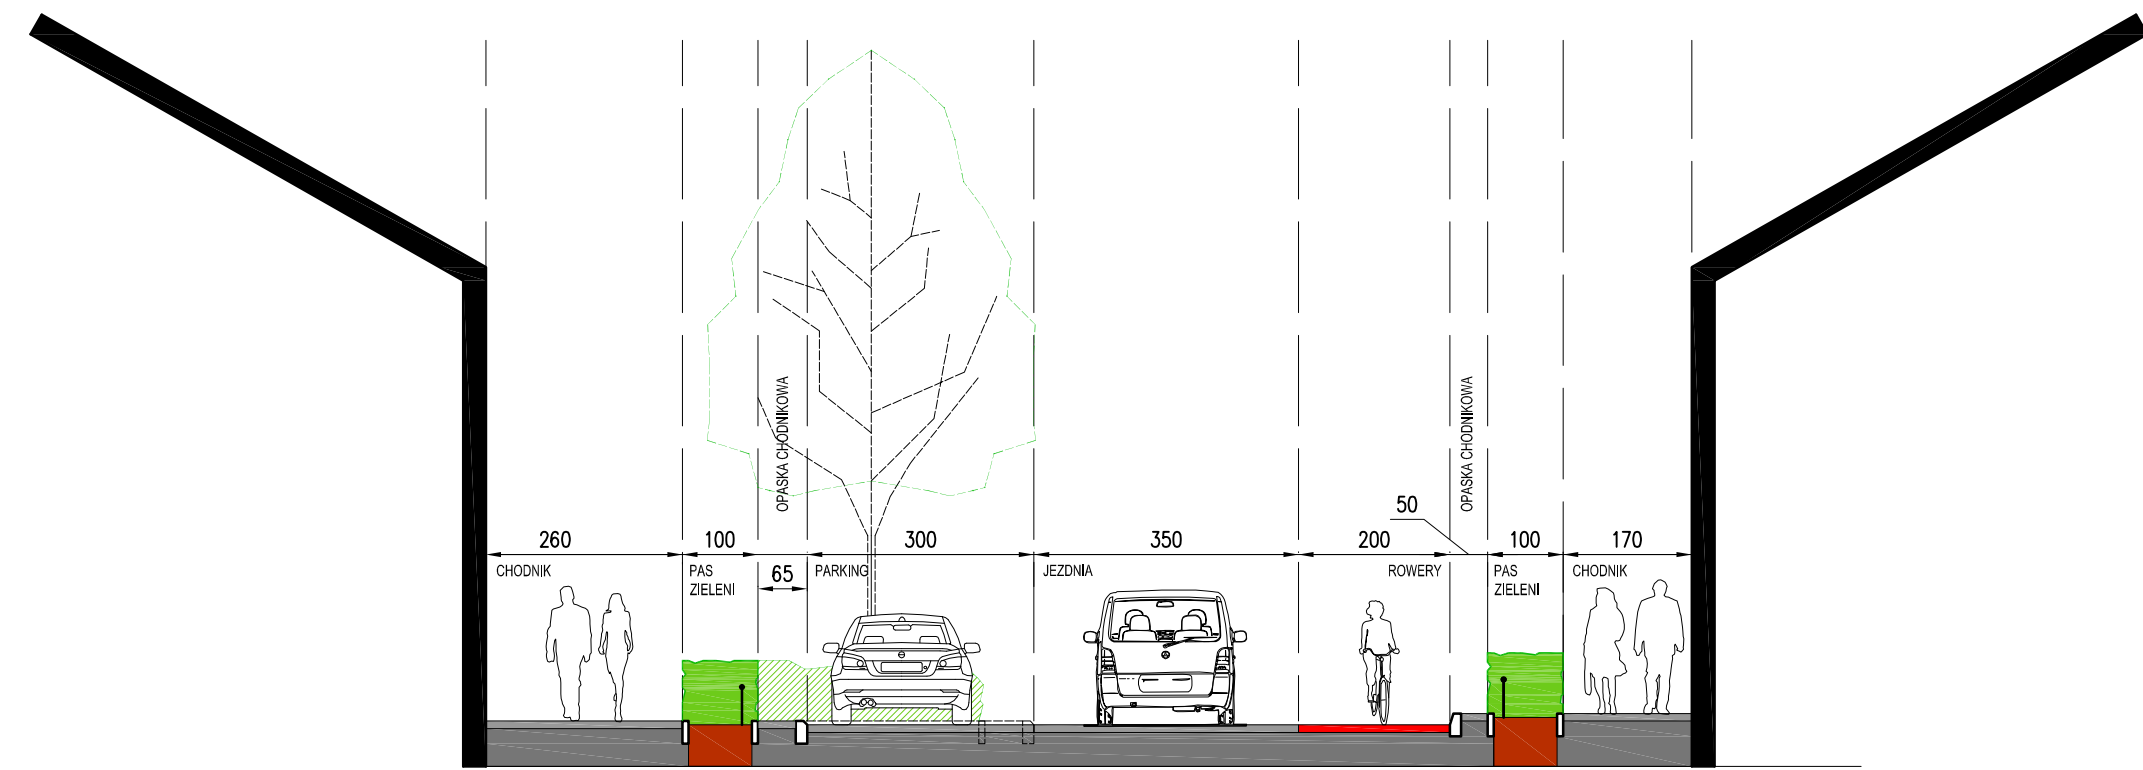 OPASKA CHODNIKOWA
OPASKA CHODNIKOWA
50
260
100
300
350
200
100
170
CHODNIK
PAS
ZIELENI
65
PARKING
JEZDNIA
ROWERY
PAS
ZIELENI
CHODNIK